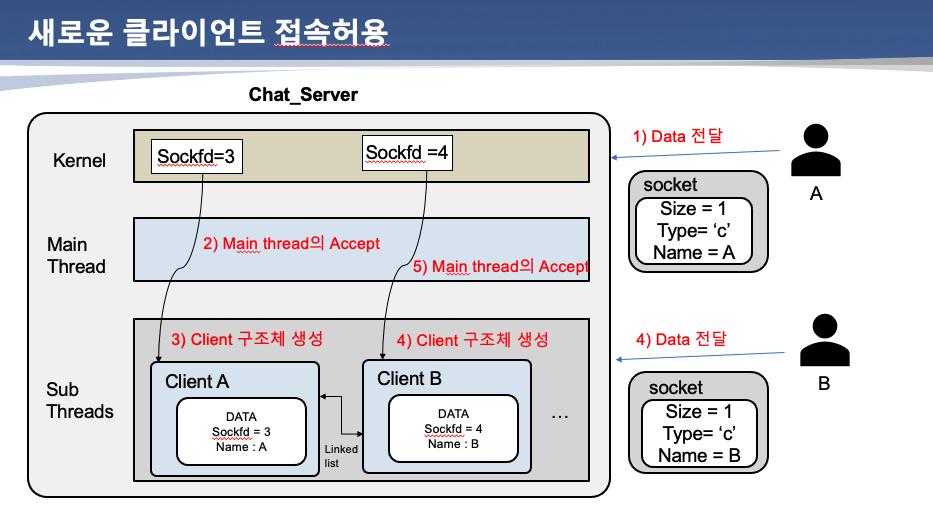 새로운 클라이언트 접속허용
Chat_Server
Kernel
Sockfd=3
Sockfd =4
1) Data 전달
A
socket
Size = 1
Type= ‘c’
Name = A
Main
Thread
2) Main thread의 Accept
5) Main thread의 Accept
3) Client 구조체 생성
4) Client 구조체 생성
4) Data 전달
B
Sub
Threads
Client A
DATA
Sockfd = 3
Name : A
Linked
list
Client B
DATA
Sockfd = 4
Name : B
...
socket
Size = 1
Type= ‘c’
Name = B